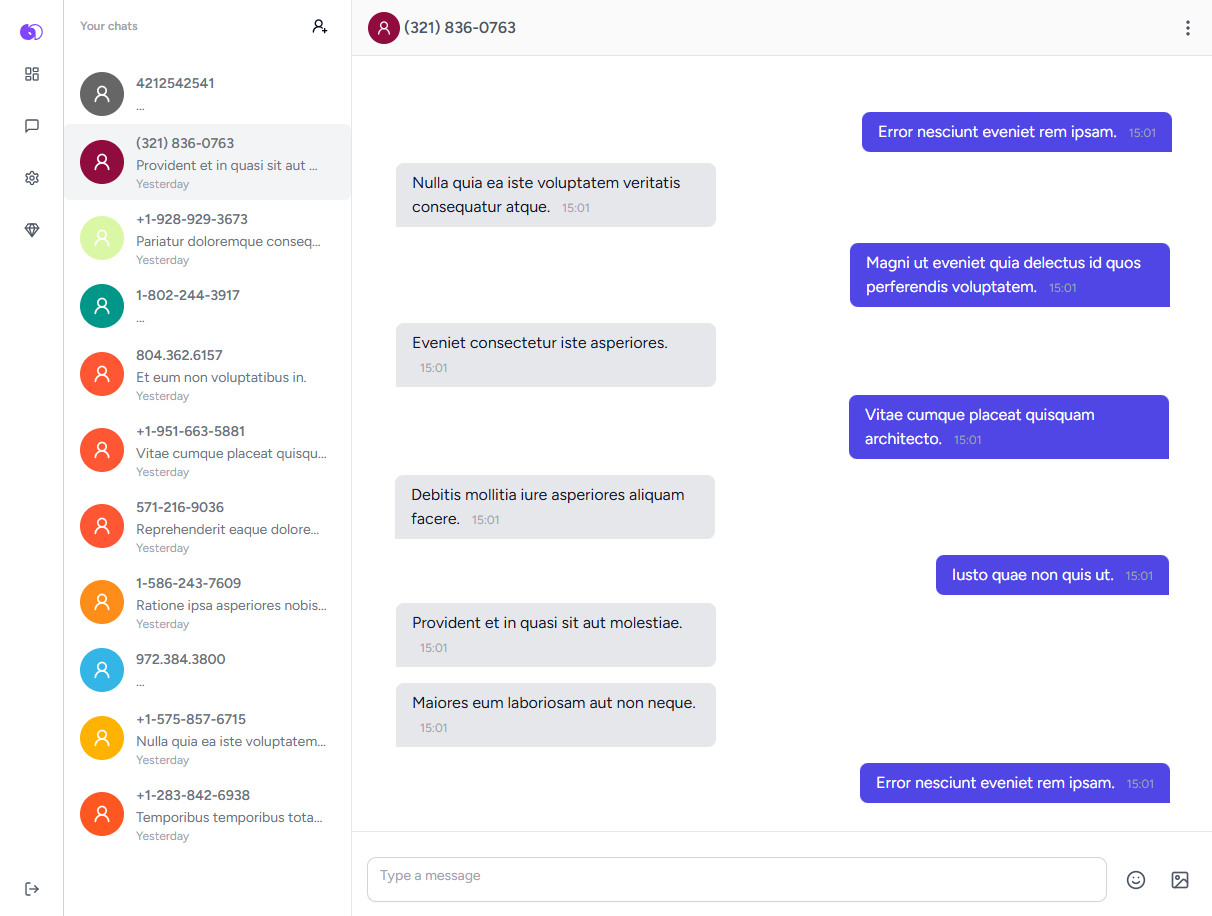 Your chats
4212542541
...
(321) 836-0763
Provident et in quasi sit aut ...
Yesterday
+1-928-929-3673
Pariatur doloremque conseq...
Yesterday
1-802-244-3917
...
804.362.6157
Et eum non voluptatibus in.
Yesterday
+1-951-663-5881
Vitae cumque placeat quisqu...
Yesterday
571-216-9036
Reprehenderit eaque dolore...
Yesterday
1-586-243-7609
Ratione ipsa asperiores nobis...
Yesterday
972.384.3800
...
+1-575-857-6715
Nulla quia ea iste voluptatem...
Yesterday
+1-283-842-6938
Temporibus temporibus tota...
Yesterday
(321) 836-0763
Error nesciunt eveniet rem ipsam. 15:01
Nulla quia ea iste voluptatem veritatis
consequatur atque. 15:01
Magni ut eveniet quia delectus id quos
perferendis voluptatem. 15:01
Eveniet consectetur iste asperiores.
15:01
Vitae cumque placeat quisquam
architecto. 15:01
Debitis mollitia iure asperiores aliquam
facere. 15:01
Iusto quae non quis ut. 15:01
Provident et in quasi sit aut molestiae.
15:01
Maiores eum laboriosam aut non neque.
15:01
Error nesciunt eveniet rem ipsam. 15:01
Type a message